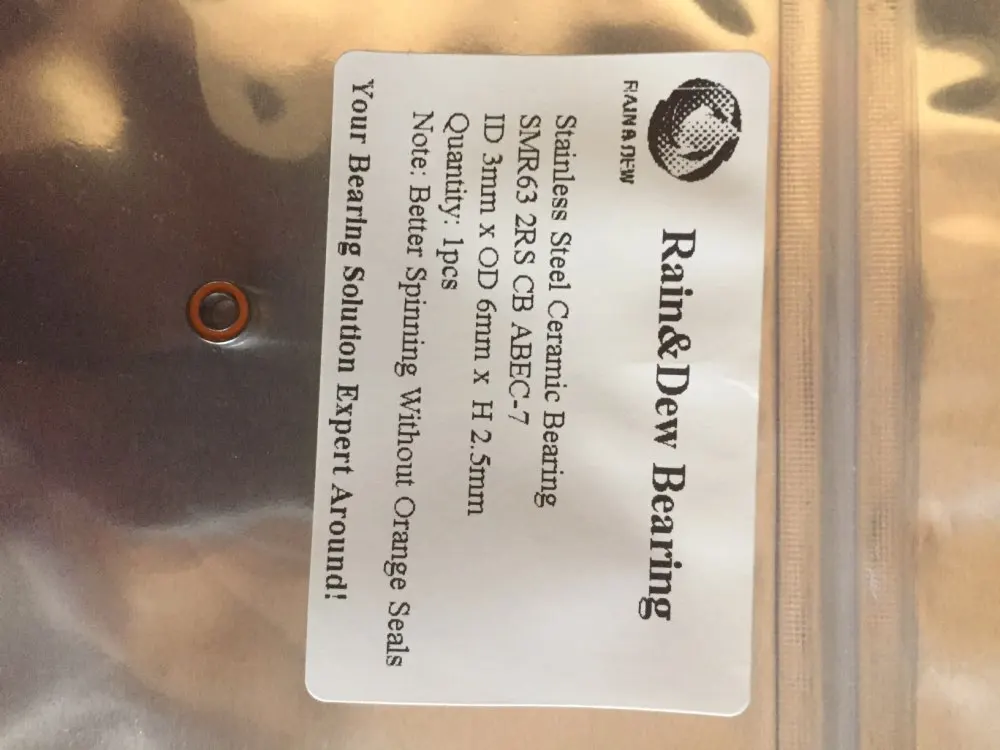 RAIN & DEW
Rain&Dew Bearing
Stainless Steel Ceramic Bearing
SMR63 2RS CB ABEC-7
ID 3mm x OD 6mm x H 2.5mm
Quantity: 1pcs
Note: Better Spinning Without Orange Seals
Your Bearing Solution Expert Around!